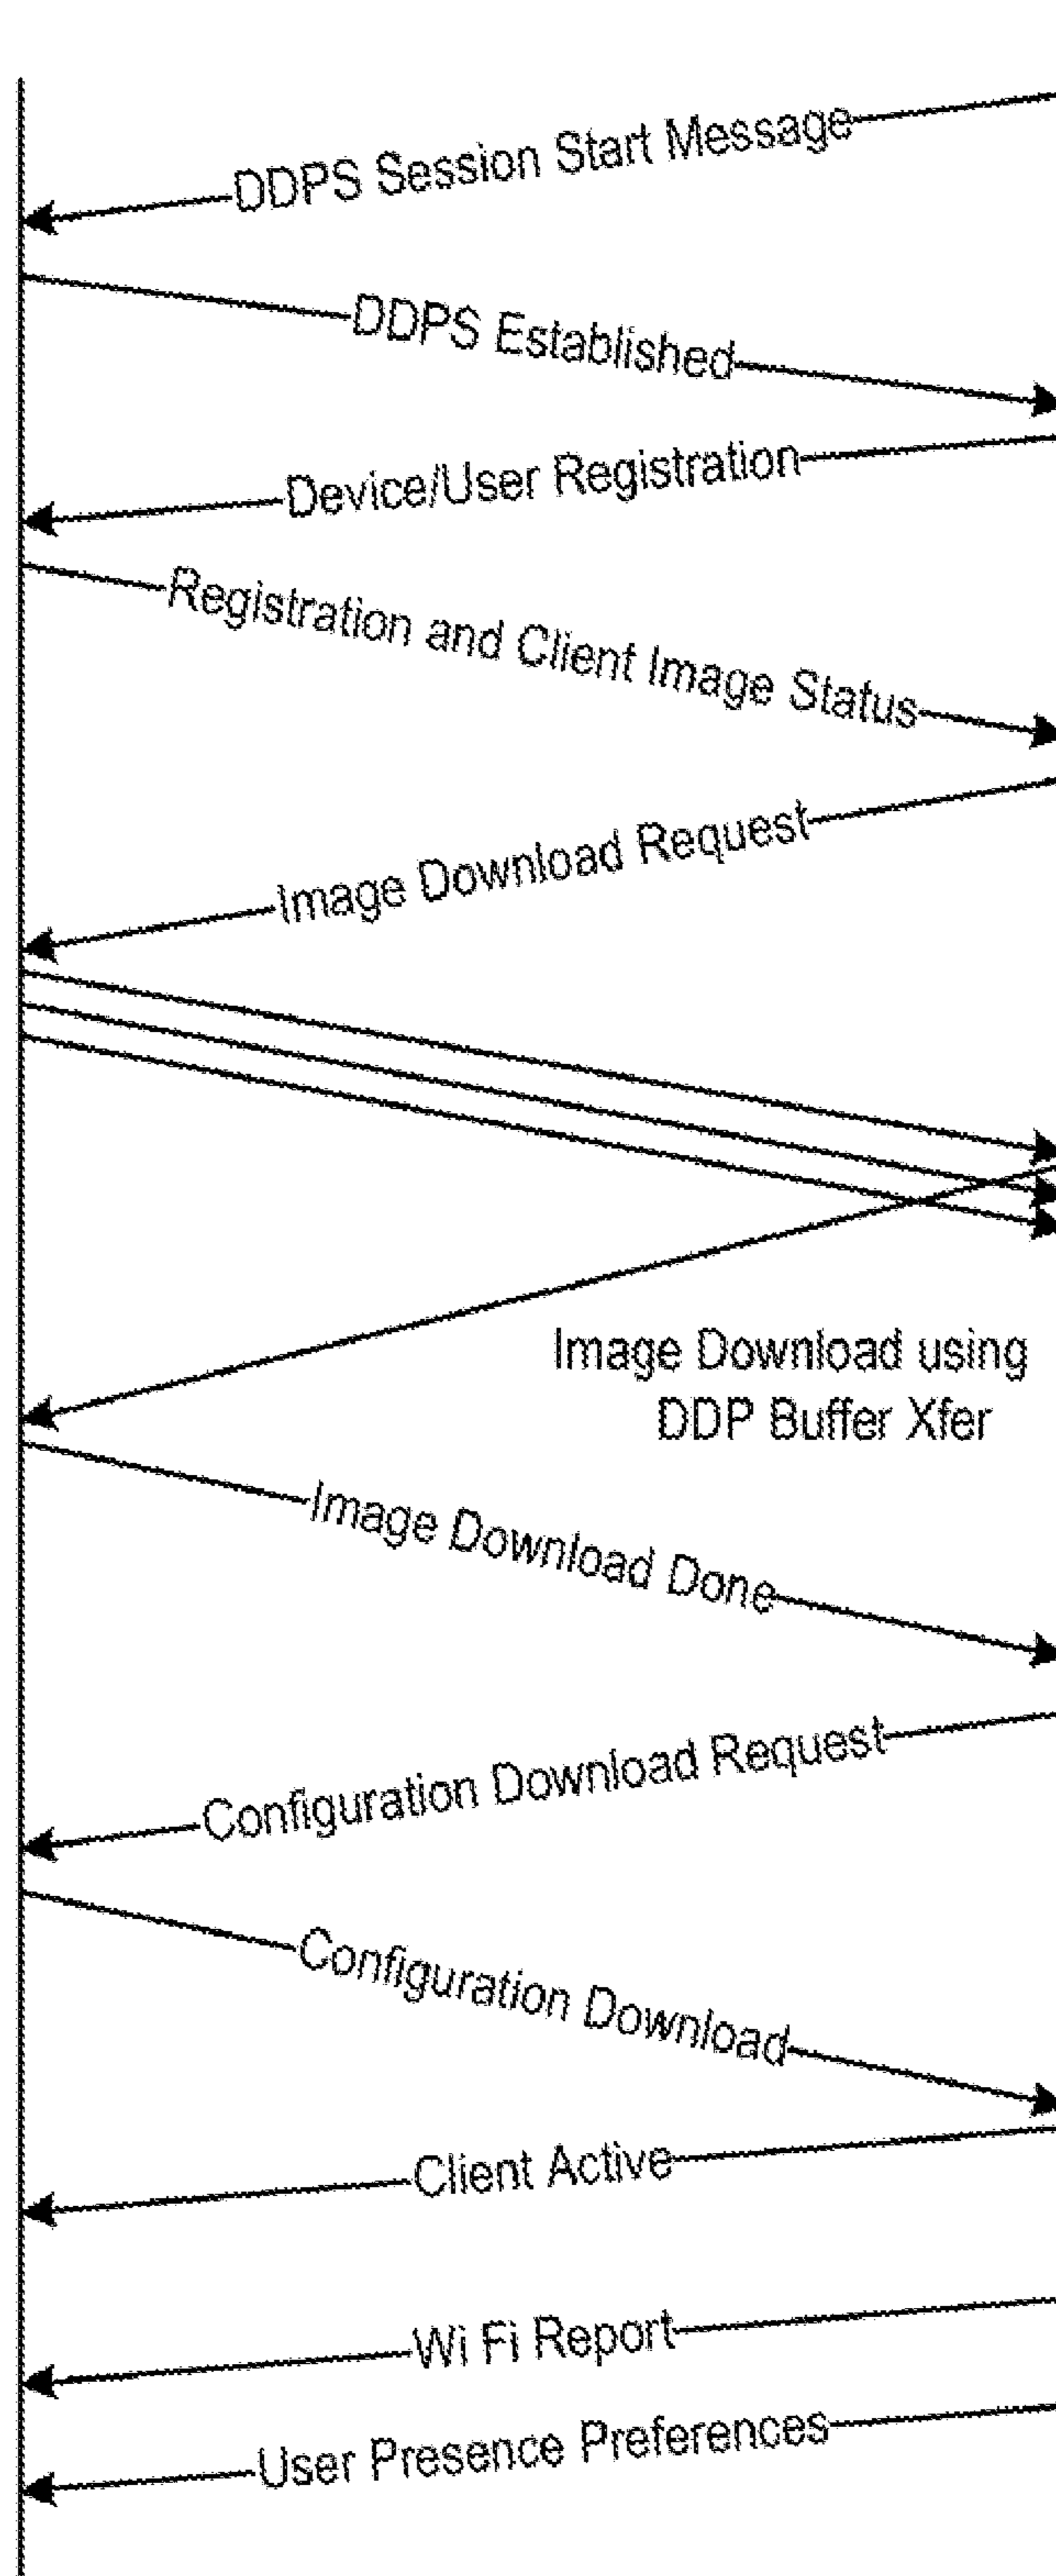 DDPS Session Start Message
DDPS Established
Device/User Registration
Registration and Client Image Status
Image Download Request
Image Download using
DDP Buffer Xfer
Image Download Done
Configuration Download Request
Configuration Download
Client Active
Wi Fi Report
User Presence Preferences